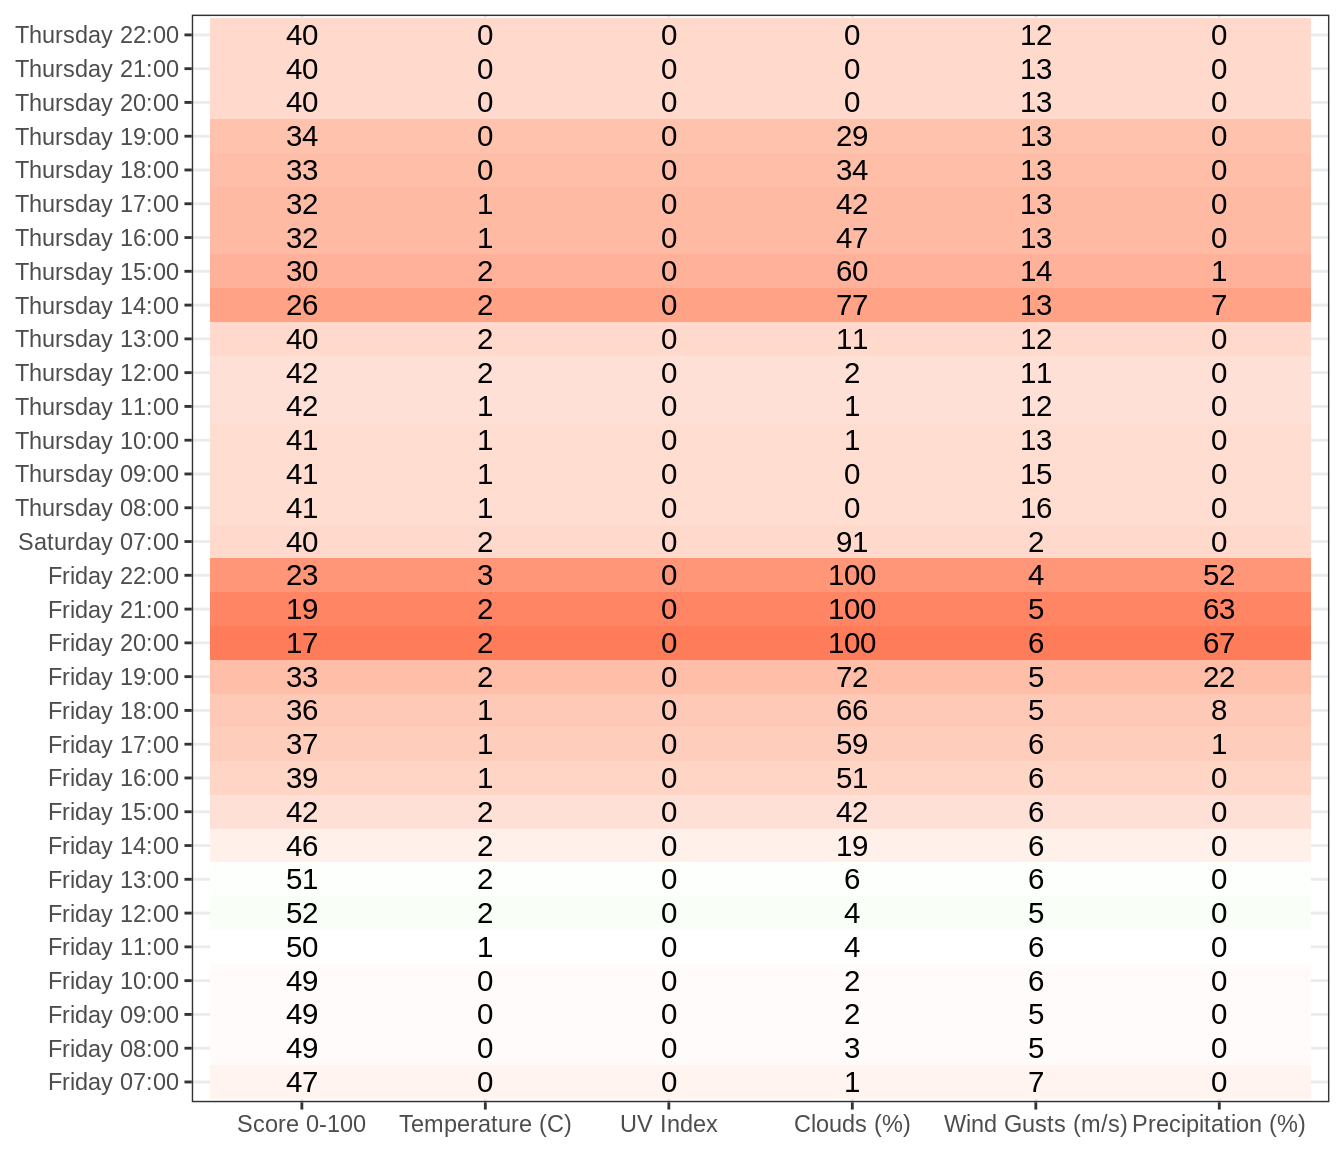 Thursday 22:00 40 0 0 0 12 0
Thursday 21:00 40 0 0 0 13 0
Thursday 20:00 40 0 0 0 13 0
Thursday 19:00 34 0 0 29 13 0
Thursday 18:00 33 0 0 34 13 0
Thursday 17:00 32 1 0 42 13 0
Thursday 16:00 32 1 0 47 13 0
Thursday 15:00 30 2 0 60 14 1
Thursday 14:00 26 2 0 77 13 7
Thursday 13:00 40 2 0 11 12 0
Thursday 12:00 42 2 0 2 11 0
Thursday 11:00 42 1 0 1 12 0
Thursday 10:00 41 1 0 1 13 0
Thursday 09:00 41 1 0 0 15 0
Thursday 08:00 41 1 0 0 16 0
Saturday 07:00 40 2 0 91 2 0
Friday 22:00 23 3 0 100 4 52
Friday 21:00 19 2 0 100 5 63
Friday 20:00 17 2 0 100 6 67
Friday 19:00 33 2 0 72 5 22
Friday 18:00 36 1 0 66 5 8
Friday 17:00 37 1 0 59 6 1
Friday 16:00 39 1 0 51 6 0
Friday 15:00 42 2 0 42 6 0
Friday 14:00 46 2 0 19 6 0
Friday 13:00 51 2 0 6 6 0
Friday 12:00 52 2 0 4 5 0
Friday 11:00 50 1 0 4 6 0
Friday 10:00 49 0 0 2 6 0
Friday 09:00 49 0 0 2 5 0
Friday 08:00 49 0 0 3 5 0
Friday 07:00 47 0 0 1 7 0
Score 0-100 Temperature (C) UV Index Clouds (%) Wind Gusts (m/s) Precipitation (%)